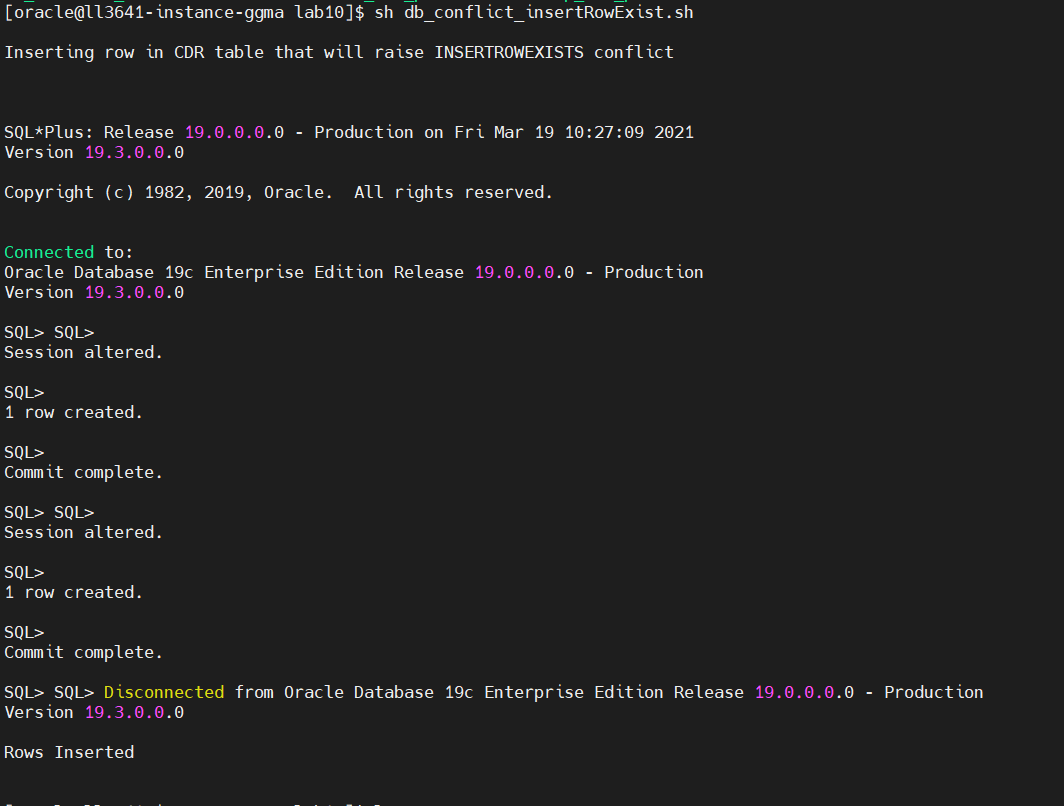 [oracle@ll3641-instance-ggma lab10]$ sh db_conflict_insertRowExist.sh
Inserting row in CDR table that will raise INSERTROWEXISTS conflict
SQL*Plus: Release 19.0.0.0.0 - Production on Fri Mar 19 10:27:09 2021
Version 19.3.0.0.0
Copyright (c) 1982, 2019, Oracle.  All rights reserved.
Connected to:
Oracle Database 19c Enterprise Edition Release 19.0.0.0.0 - Production
Version 19.3.0.0.0
SQL> SQL>
Session altered.
SQL>
1 row created.
SQL>
Commit complete.
SQL> SQL>
Session altered.
SQL>
1 row created.
SQL>
Commit complete.
SQL> SQL> Disconnected from Oracle Database 19c Enterprise Edition Release 19.0.0.0.0 - Production
Version 19.3.0.0.0
Rows Inserted